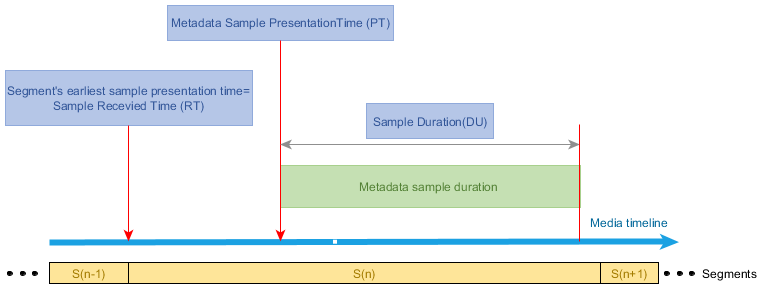 Metadata Sample PresentationTime (PT)
Segment's earliest sample presentation time=
Sample Recevied Time (RT)
Sample Duration(DU)
Metadata sample duration
Media timeline
S(n-1)
S(n)
S(n+1)
Segments